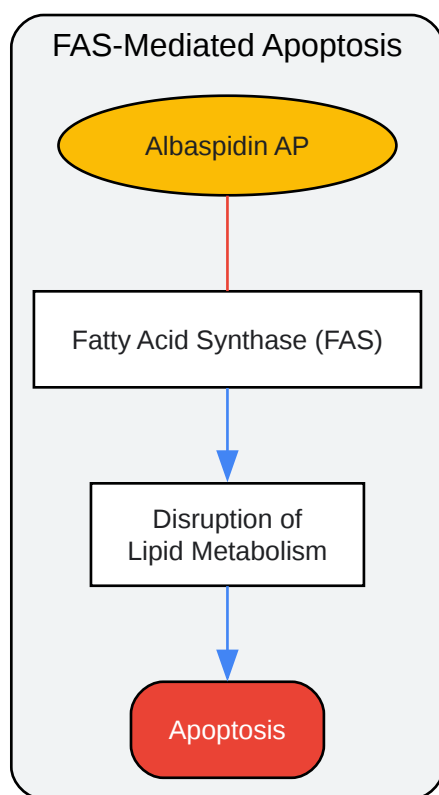 FAS-Mediated Apoptosis
Albaspidin AP
Fatty Acid Synthase (FAS)
Disruption of
Lipid Metabolism
Apoptosis